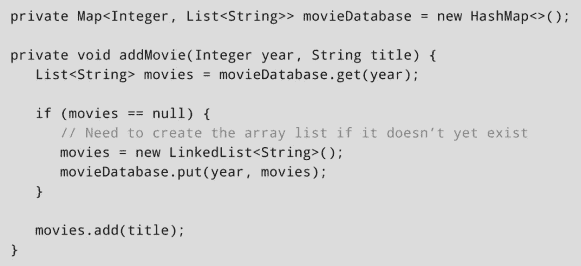 private Map<Integer, List<String>> movieDatabase = new HashMap<>();

private void addMovie(Integer year, String title) {
   List<String> movies = movieDatabase.get(year);

   if (movies == null) {
      // Need to create the array list if it doesn’t yet exist
      movies = new LinkedList<String>();
      movieDatabase.put(year, movies);
   }

   movies.add(title);
}